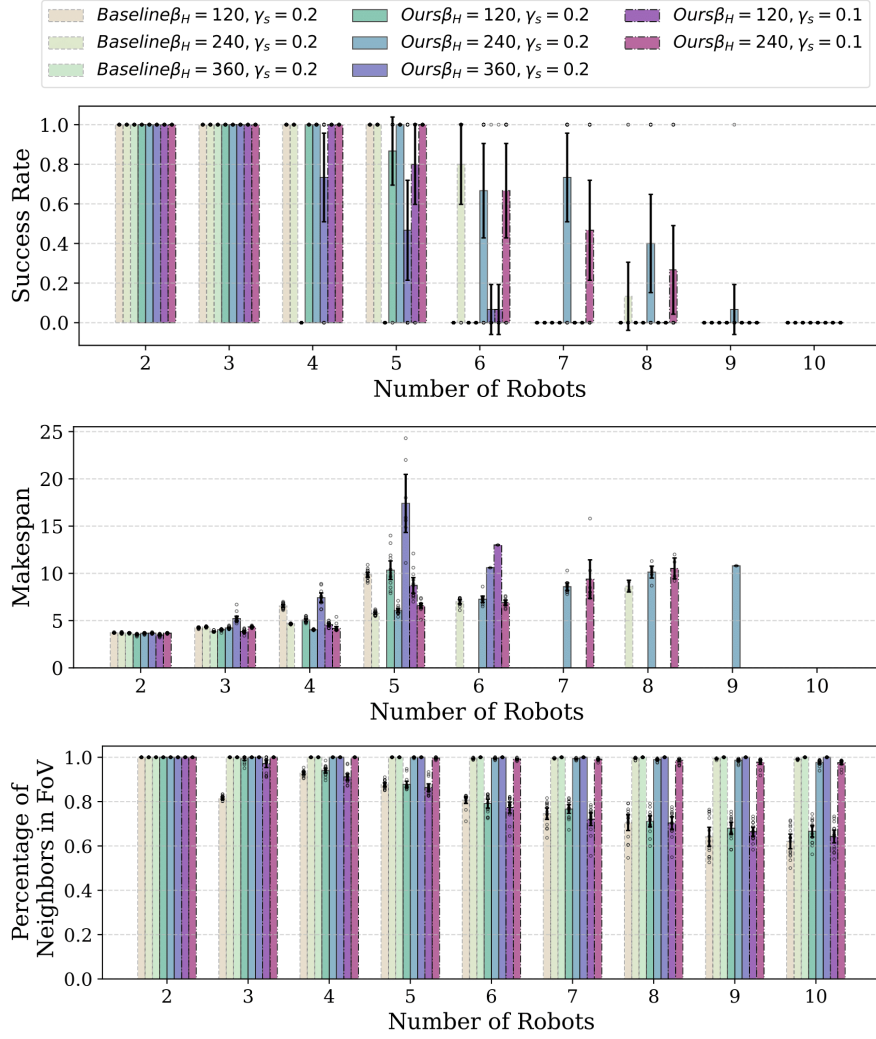 Baselineβ_H = 120, γ_s = 0.2 Oursβ_H = 120, γ_s = 0.2 Oursβ_H = 120, γ_s = 0.1
Baselineβ_H = 240, γ_s = 0.2 Oursβ_H = 240, γ_s = 0.2 Oursβ_H = 240, γ_s = 0.1
Baselineβ_H = 360, γ_s = 0.2 Oursβ_H = 360, γ_s = 0.2
Success Rate
1.0
0.8
0.6
0.4
0.2
0.0
2 3 4 5 6 7 8 9 10
Number of Robots
Makespan
25
20
15
10
5
0
2 3 4 5 6 7 8 9 10
Number of Robots
Percentage of
Neighbors in FoV
1.0
0.8
0.6
0.4
0.2
0.0
2 3 4 5 6 7 8 9 10
Number of Robots